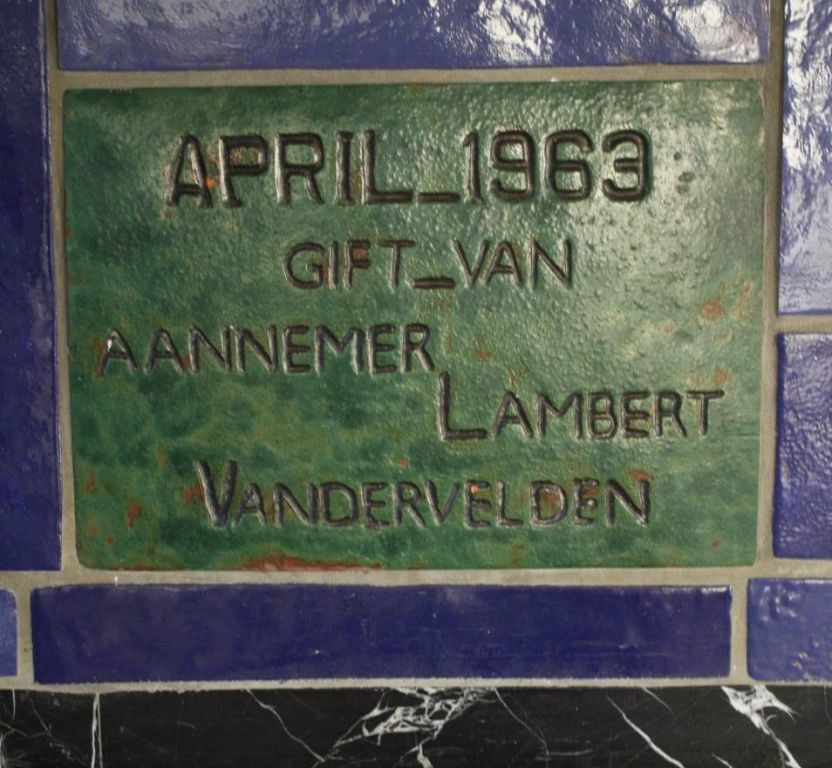 APRIL_1963
GIFT_VAN
AANNEMER
LAMBERT
VANDERVELDEN